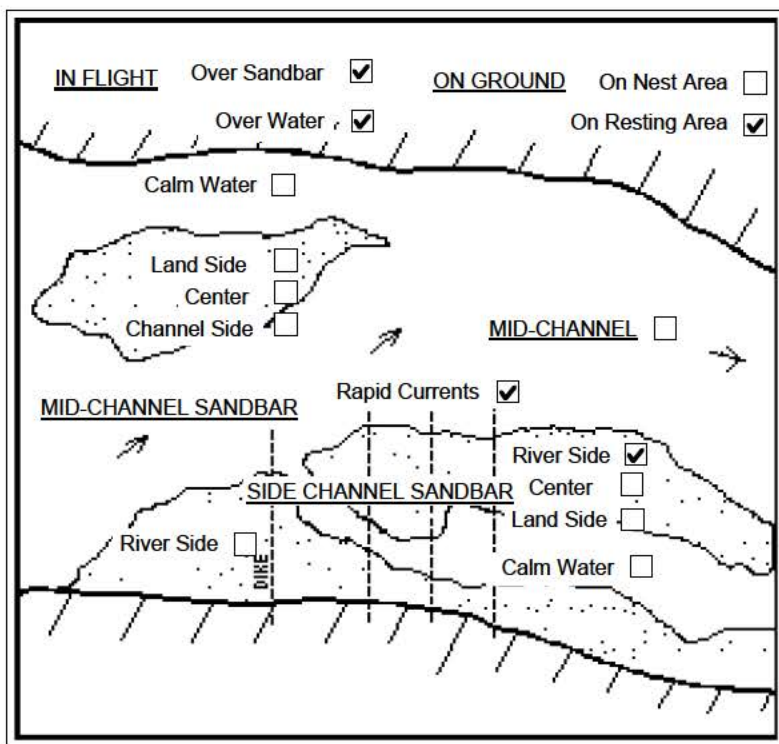 IN FLIGHT Over Sandbar ON GROUND On Nest Area
Over Water On Resting Area
Calm Water
Land Side
Center
Channel Side MID-CHANNEL
Rapid Currents
MID-CHANNEL SANDBAR
River Side
SIDE CHANNEL SANDBAR Center
Land Side
River Side
Calm Water
DIKE